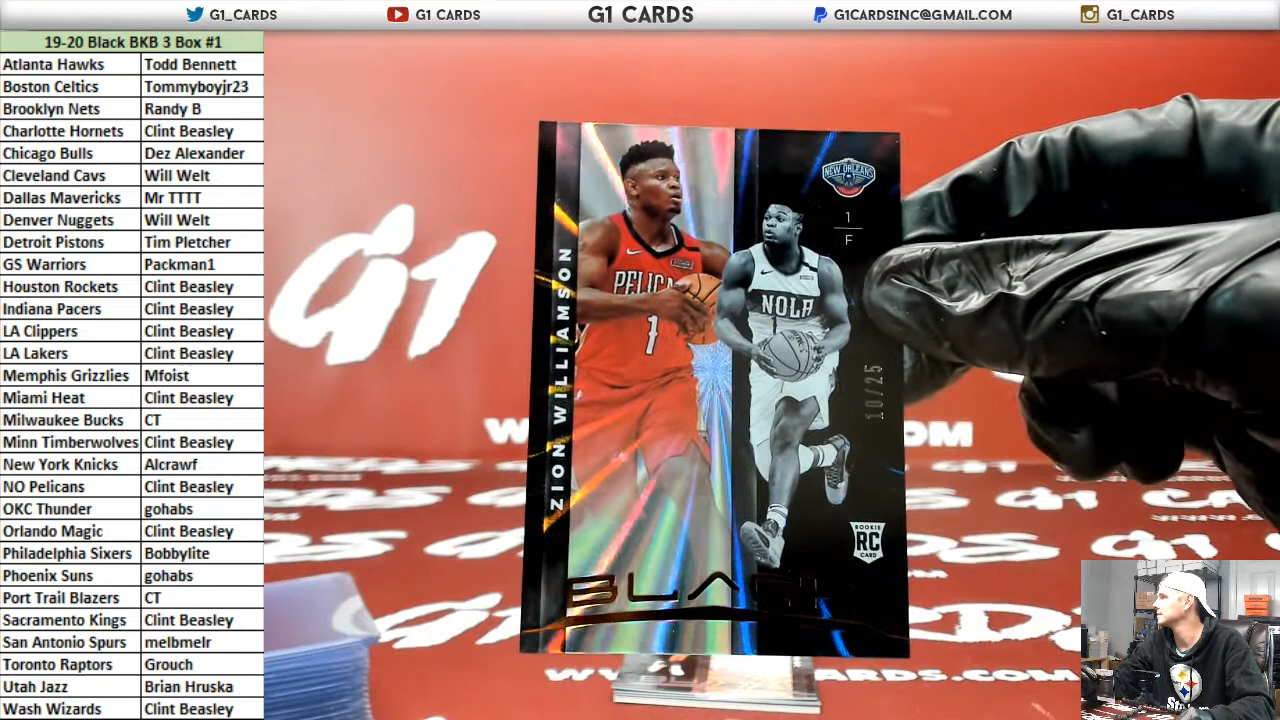 G1_CARDS
G1 CARDS
G1 CARDS
G1CARDSINC@GMAIL.COM
G1_CARDS
19-20 Black BKB 3 Box #1
Atlanta Hawks Todd Bennett
Boston Celtics Tommyboyjr23
Brooklyn Nets Randy B
Charlotte Hornets Clint Beasley
Chicago Bulls Dez Alexander
Cleveland Cavs Will Welt
Dallas Mavericks Mr TTTT
Denver Nuggets Will Welt
Detroit Pistons Tim Pletcher
GS Warriors Packman1
Houston Rockets Clint Beasley
Indiana Pacers Clint Beasley
LA Clippers Clint Beasley
LA Lakers Clint Beasley
Memphis Grizzlies Mfoist
Miami Heat Clint Beasley
Milwaukee Bucks CT
Minn Timberwolves Clint Beasley
New York Knicks Alcrawf
NO Pelicans Clint Beasley
OKC Thunder gohabs
Orlando Magic Clint Beasley
Philadelphia Sixers Bobbylite
Phoenix Suns gohabs
Port Trail Blazers CT
Sacramento Kings Clint Beasley
San Antonio Spurs melbmelr
Toronto Raptors Grouch
Utah Jazz Brian Hruska
Wash Wizards Clint Beasley
G1
ZION WILLIAMSON
PELICA
1
NEW ORLEANS
1
F
NOLA
1
10/25
ROOKIE
RC
CARD
BLACK
.COM
G1